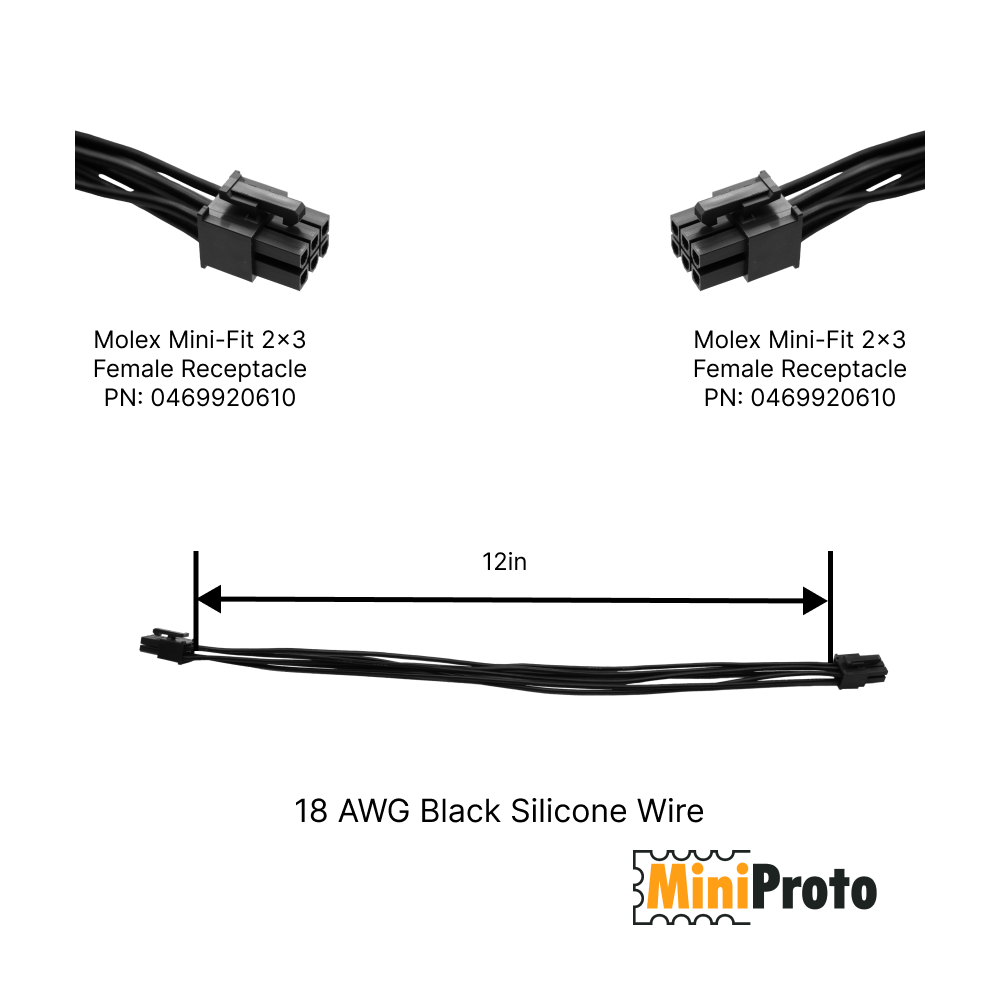 Molex Mini-Fit 2×3
Female Receptacle
PN: 0469920610
Molex Mini-Fit 2×3
Female Receptacle
PN: 0469920610
12in
18 AWG Black Silicone Wire
MiniProto